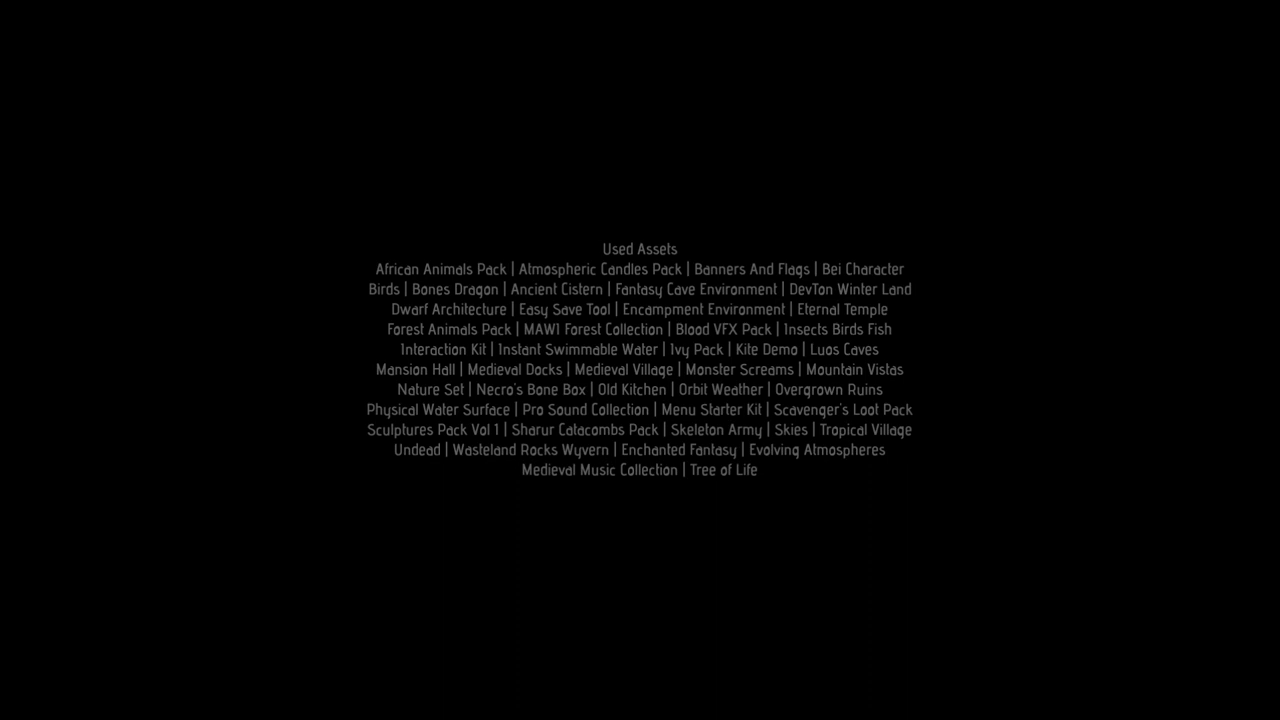 Used Assets
African Animals Pack | Atmospheric Candles Pack | Banners And Flags | Bei Character
Birds | Bones Dragon | Ancient Cistern | Fantasy Cave Environment | DevTon Winter Land
Dwarf Architecture | Easy Save Tool | Encampment Environment | Eternal Temple
Forest Animals Pack | MAWI Forest Collection | Blood VFX Pack | Insects Birds Fish
Interaction Kit | Instant Swimmable Water | Ivy Pack | Kite Demo | Luos Caves
Mansion Hall | Medieval Docks | Medieval Village | Monster Screams | Mountain Vistas
Nature Set | Necro's Bone Box | Old Kitchen | Orbit Weather | Overgrown Ruins
Physical Water Surface | Pro Sound Collection | Menu Starter Kit | Scavenger's Loot Pack
Sculptures Pack Vol 1 | Sharur Catacombs Pack | Skeleton Army | Skies | Tropical Village
Undead | Wasteland Rocks Wyvern | Enchanted Fantasy | Evolving Atmospheres
Medieval Music Collection | Tree of Life